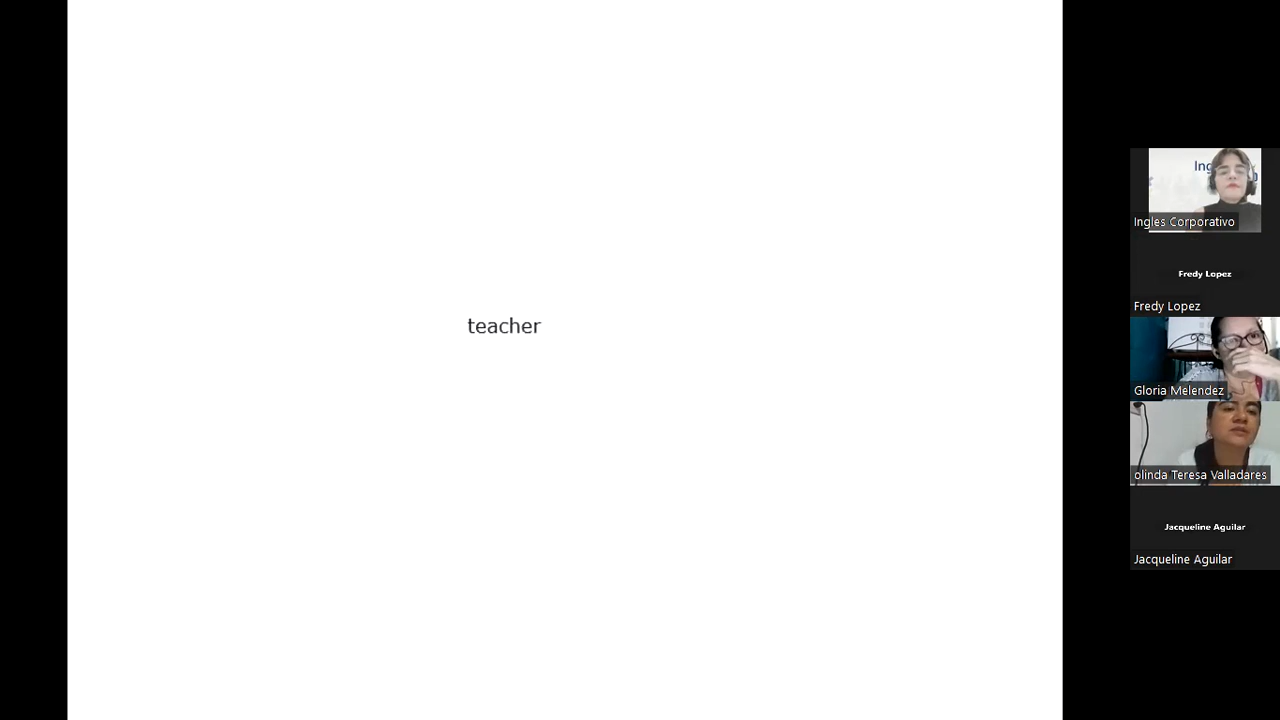 teacher
Ing
Ingles Corporativo
Fredy Lopez
Fredy Lopez
Gloria Melendez
olinda Teresa Valladares
Jacqueline Aguilar
Jacqueline Aguilar